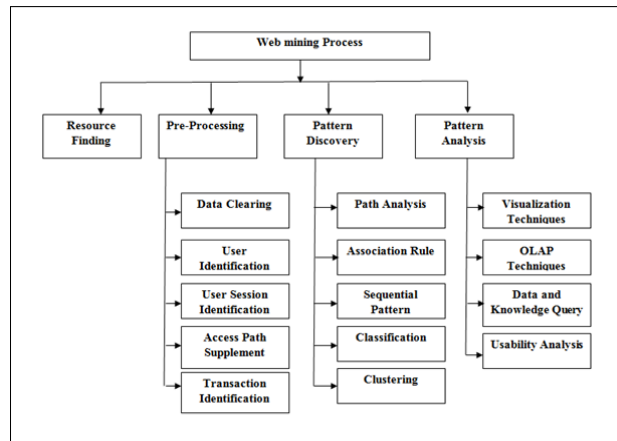 Web mining Process
Resource
Finding
Pre-Processing
Pattern
Discovery
Pattern
Analysis
Data Clearing
User
Identification
User Session
Identification
Access Path
Supplement
Transaction
Identification
Path Analysis
Association Rule
Sequential
Pattern
Classification
Clustering
Visualization
Techniques
OLAP
Techniques
Data and
Knowledge Query
Usability Analysis